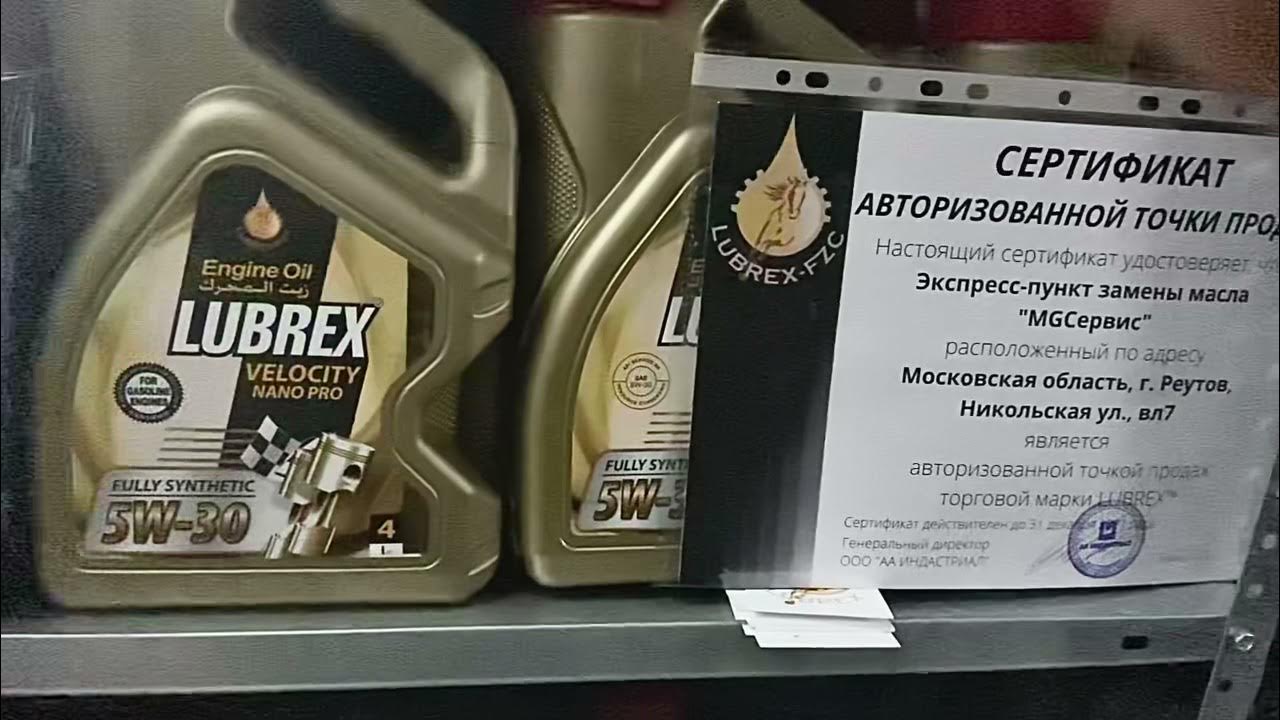 Engine Oil
زيت المحرك
LUBREX
VELOCITY
NANO PRO
FOR
GASOLINE
ENGINES
FULLY SYNTHETIC
5W-30
4
L
SAE
5W-30
FULLY SYNT
5W-3
LUBREX-FZC
СЕРТИФИКАТ
АВТОРИЗОВАННОЙ ТОЧКИ ПРОД
Настоящий сертификат удостоверяет, ч
Экспресс-пункт замены масла
"MGСервис"
расположенный по адресу
Московская область, г. Реутов,
Никольская ул., вл7
является
авторизованной точкой продаж
торговой марки LUBREX™
Сертификат действителен до 31
Генеральный директор
ООО "АА ИНДАСТРИАЛ"